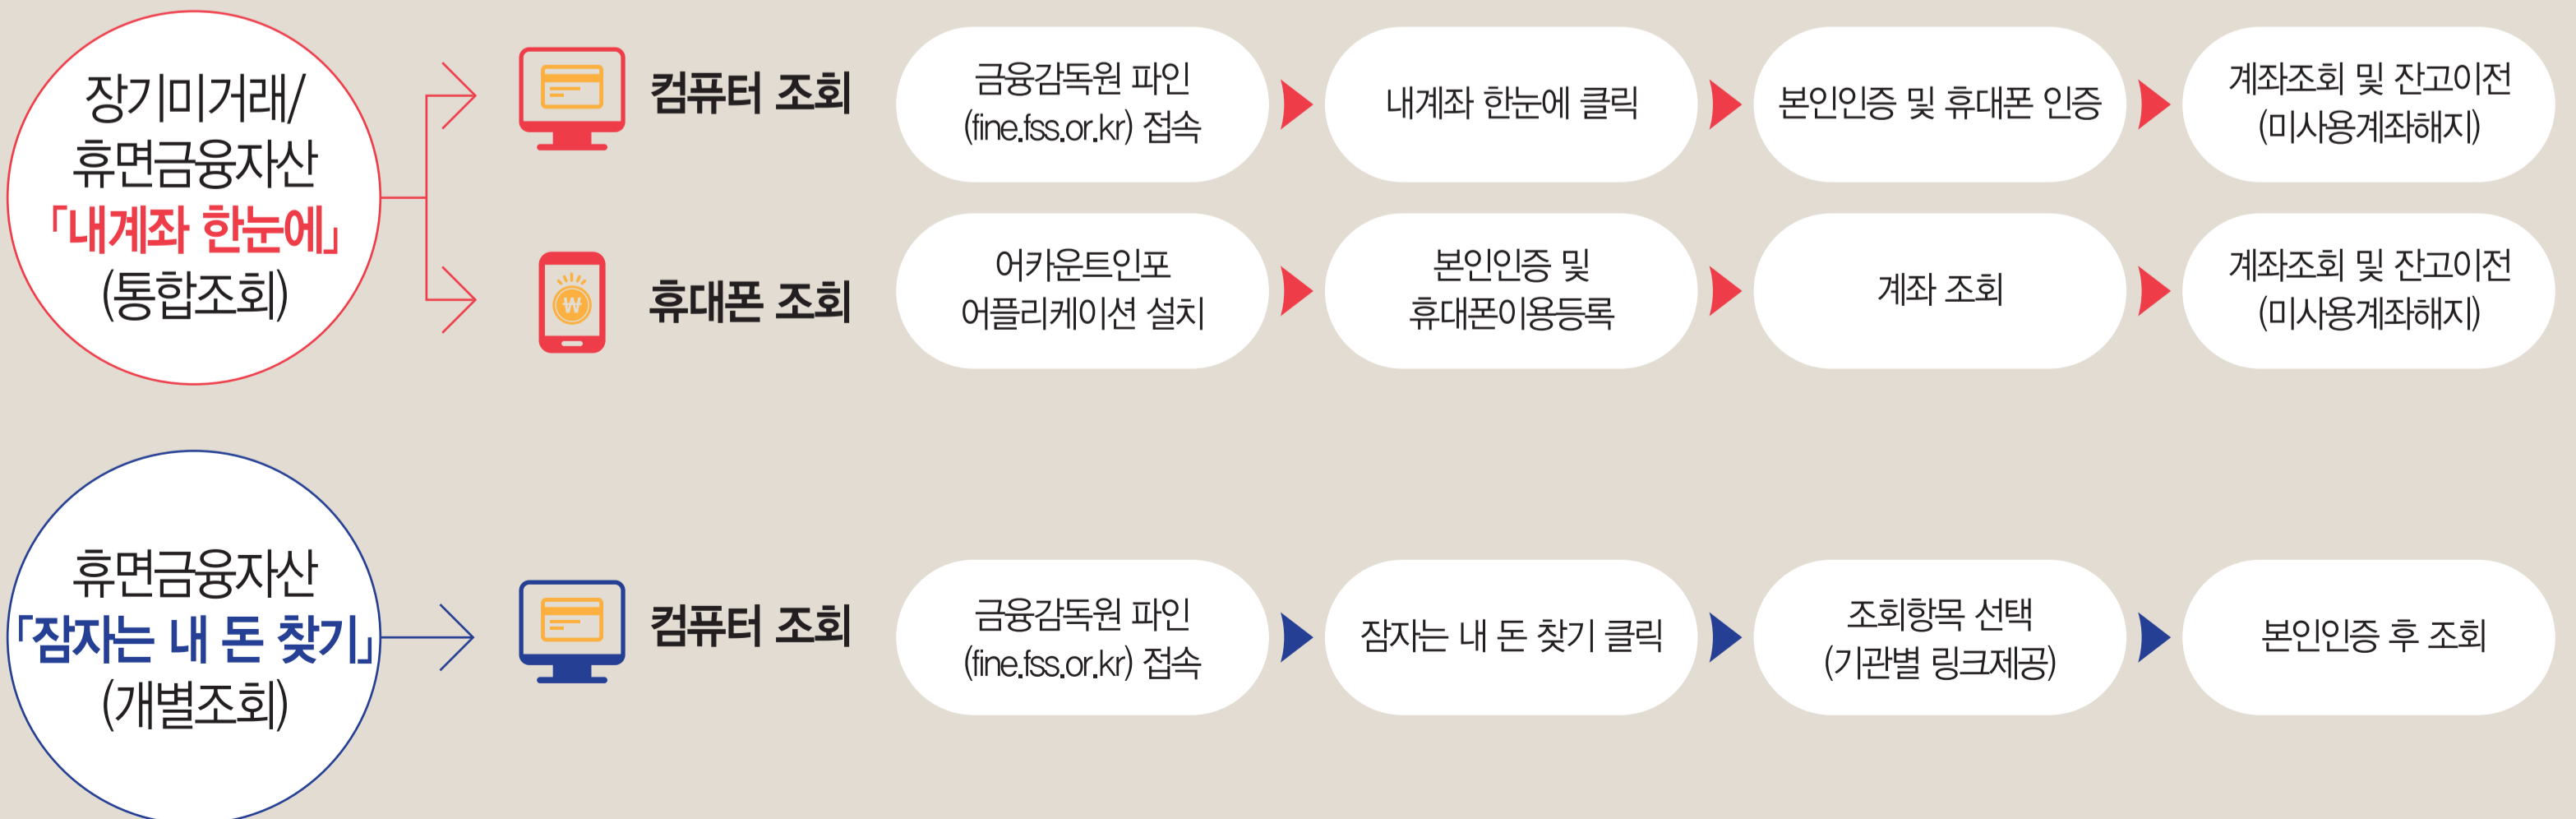 장기미거래/
휴면금융자산
「내계좌 한눈에」
(통합조회)
컴퓨터 조회
금융감독원 파인
(fine.fss.or.kr) 접속
내계좌 한눈에 클릭
본인인증 및 휴대폰 인증
계좌조회 및 잔고이전
(미사용계좌해지)
휴대폰 조회
어카운트인포
어플리케이션 설치
본인인증 및
휴대폰이용등록
계좌 조회
계좌조회 및 잔고이전
(미사용계좌해지)
휴면금융자산
「잠자는 내 돈 찾기」
(개별조회)
컴퓨터 조회
금융감독원 파인
(fine.fss.or.kr) 접속
잠자는 내 돈 찾기 클릭
조회항목 선택
(기관별 링크제공)
본인인증 후 조회